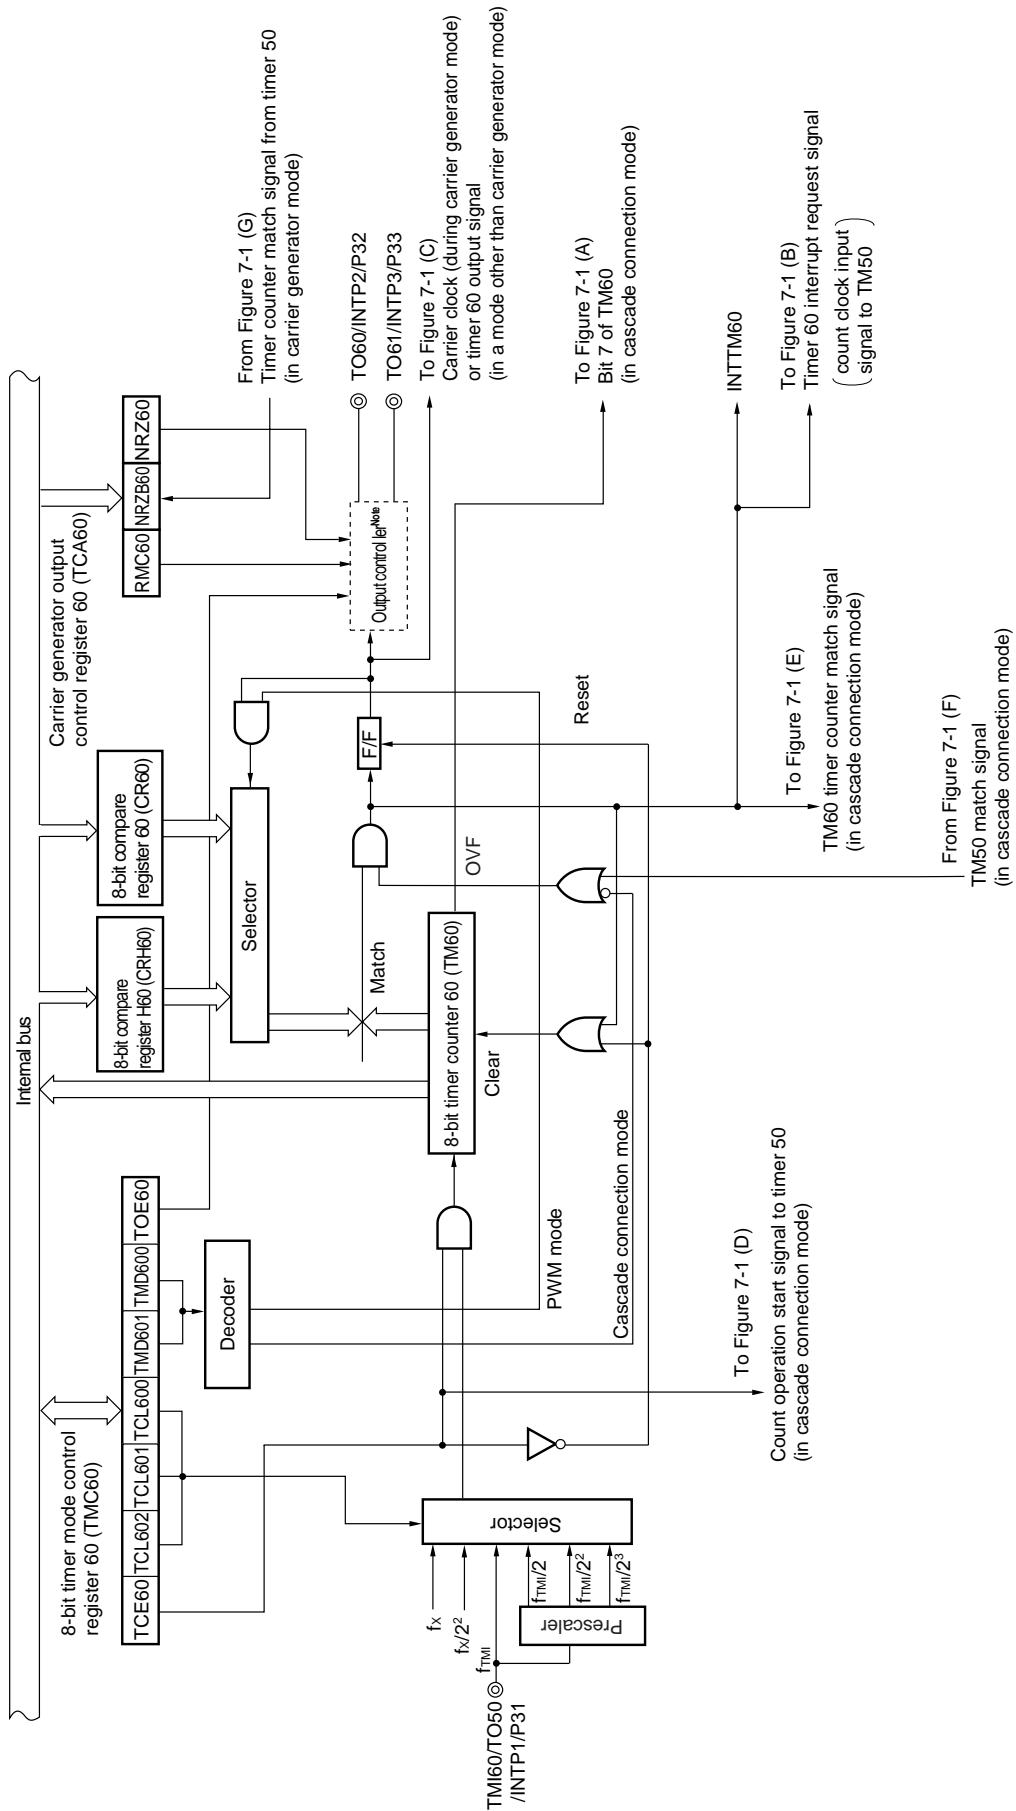 Internal bus
8-bit timer mode control
register 60 (TMC60)
TCE60 TCL602 TCL601 TCL600 TMD601 TMD600 TOE60
Decoder
8-bit compare
register H60 (CRH60)
8-bit compare
register 60 (CR60)
Carrier generator output
control register 60 (TCA60)
RMC60 NRZB60 NRZ60
From Figure 7-1 (G)
Timer counter match signal from timer 50
(in carrier generator mode)
Selector
Match
F/F
Output controllerNote
TO60/INTP2/P32
TO61/INTP3/P33
To Figure 7-1 (C)
Carrier clock (during carrier generator mode)
or timer 60 output signal
(in a mode other than carrier generator mode)
fX
fX/2²
fTMI
TMI60/TO50
/INTP1/P31
Prescaler
fTMI/2
fTMI/2²
fTMI/2³
Selector
8-bit timer counter 60 (TM60)
OVF
Clear
PWM mode
Cascade connection mode
Reset
To Figure 7-1 (A)
Bit 7 of TM60
(in cascade connection mode)
INTTM60
To Figure 7-1 (B)
Timer 60 interrupt request signal
(count clock input
signal to TM50)
To Figure 7-1 (D)
Count operation start signal to timer 50
(in cascade connection mode)
To Figure 7-1 (E)
TM60 timer counter match signal
(in cascade connection mode)
From Figure 7-1 (F)
TM50 match signal
(in cascade connection mode)